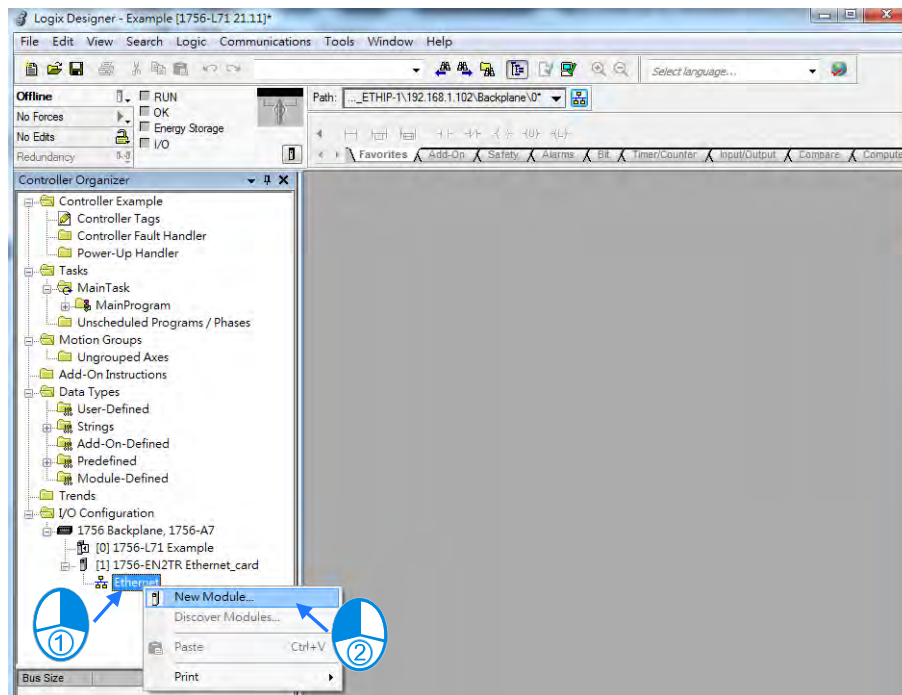 Logix Designer - Example [1756-L71 21.11]*
File Edit View Search Logic Communications Tools Window Help
Select language...
Offline
RUN
No Forces
OK
No Edits
Energy Storage
Redundancy
I/O
Path: ..._ETHIP-1\192.168.1.102\Backplane\0*
Favorites Add-On Safety Alarms Bit Timer/Counter Input/Output Compare Compute
Controller Organizer
Controller Example
Controller Tags
Controller Fault Handler
Power-Up Handler
Tasks
MainTask
MainProgram
Unscheduled Programs / Phases
Motion Groups
Ungrouped Axes
Add-On Instructions
Data Types
User-Defined
Strings
Add-On-Defined
Predefined
Module-Defined
Trends
I/O Configuration
1756 Backplane, 1756-A7
[0] 1756-L71 Example
[1] 1756-EN2TR Ethernet_card
Ethernet
New Module...
Discover Modules...
Paste Ctrl+V
Print
①
②
Bus Size